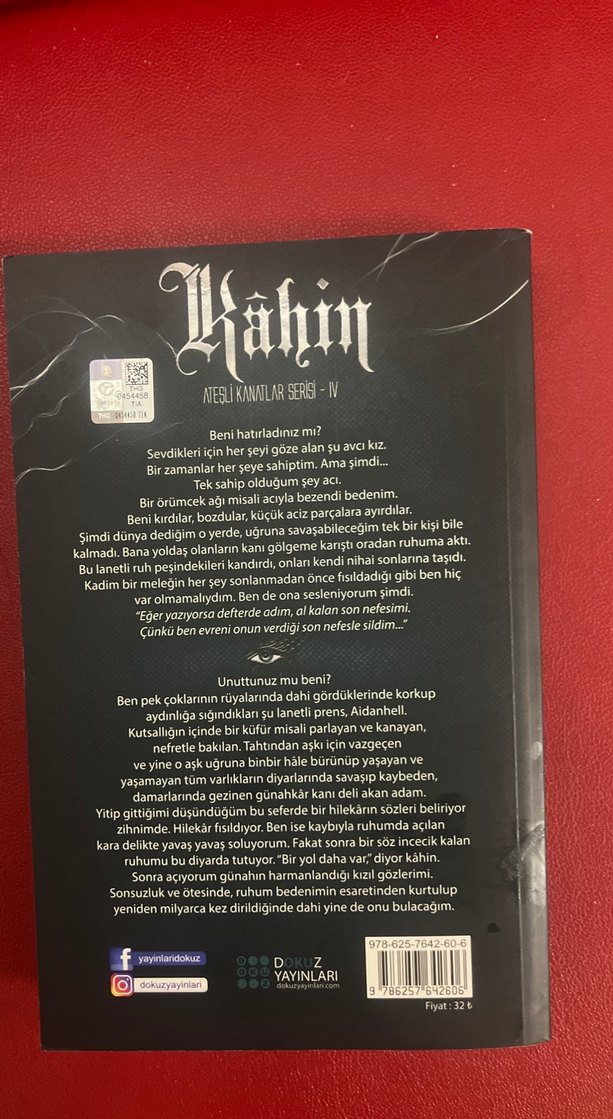 Kâhin
ATEŞLİ KANATLAR SERİSİ - IV
THG
0454458
TIA
THG 0454458 TIA
Beni hatırladınız mı?
Sevdikleri için her şeyi göze alan şu avcı kız.
Bir zamanlar her şeye sahiptim. Ama şimdi...
Tek sahip olduğum şey acı.
Bir örümcek ağı misali acıyla bezendi bedenim.
Beni kırdılar, bozdular, küçük aciz parçalara ayırdılar.
Şimdi dünya dediğim o yerde, uğruna savaşabileceğim tek bir kişi bile
kalmadı. Bana yoldaş olanların kanı gölgeme karıştı oradan ruhuma aktı.
Bu lanetli ruh peşindekileri kandırdı, onları kendi nihai sonlarına taşıdı.
Kadim bir meleğin her şey sonlanmadan önce fısıldadığı gibi ben hiç
var olmamalıydım. Ben de ona sesleniyorum şimdi.
"Eğer yazıyorsa defterde adım, al kalan son nefesimi.
Çünkü ben evreni onun verdiği son nefesle sildim..."
Unuttunuz mu beni?
Ben pek çoklarının rüyalarında dahi gördüklerinde korkup
aydınlığa sığındıkları şu lanetli prens, Aidanhell.
Kutsallığın içinde bir küfür misali parlayan ve kanayan,
nefretle bakılan. Tahtından aşkı için vazgeçen
ve yine o aşk uğruna binbir hâle bürünüp yaşayan ve
yaşamayan tüm varlıkların diyarlarında savaşıp kaybeden,
damarlarında gezinen günahkâr kanı deli akan adam.
Yitip gittiğimi düşündüğüm bu seferde bir hilekârın sözleri beliriyor
zihnimde. Hilekâr fısıldıyor. Ben ise kaybıyla ruhumda açılan
kara delikte yavaş yavaş soluyorum. Fakat sonra bir söz incecik kalan
ruhumu bu diyarda tutuyor. "Bir yol daha var," diyor kâhin.
Sonra açıyorum günahın harmanlandığı kızıl gözlerimi.
Sonsuzluk ve ötesinde, ruhum bedenimin esaretinden kurtulup
yeniden milyarca kez dirildiğinde dahi yine de onu bulacağım.
yayinlaridokuz
dokuzyayinlari
DOKUZ
DOKUZ
YAYINLARI
dokuzyayinlari.com
978-625-7642-60-6
9 786257 642606
Fiyat : 32 ₺